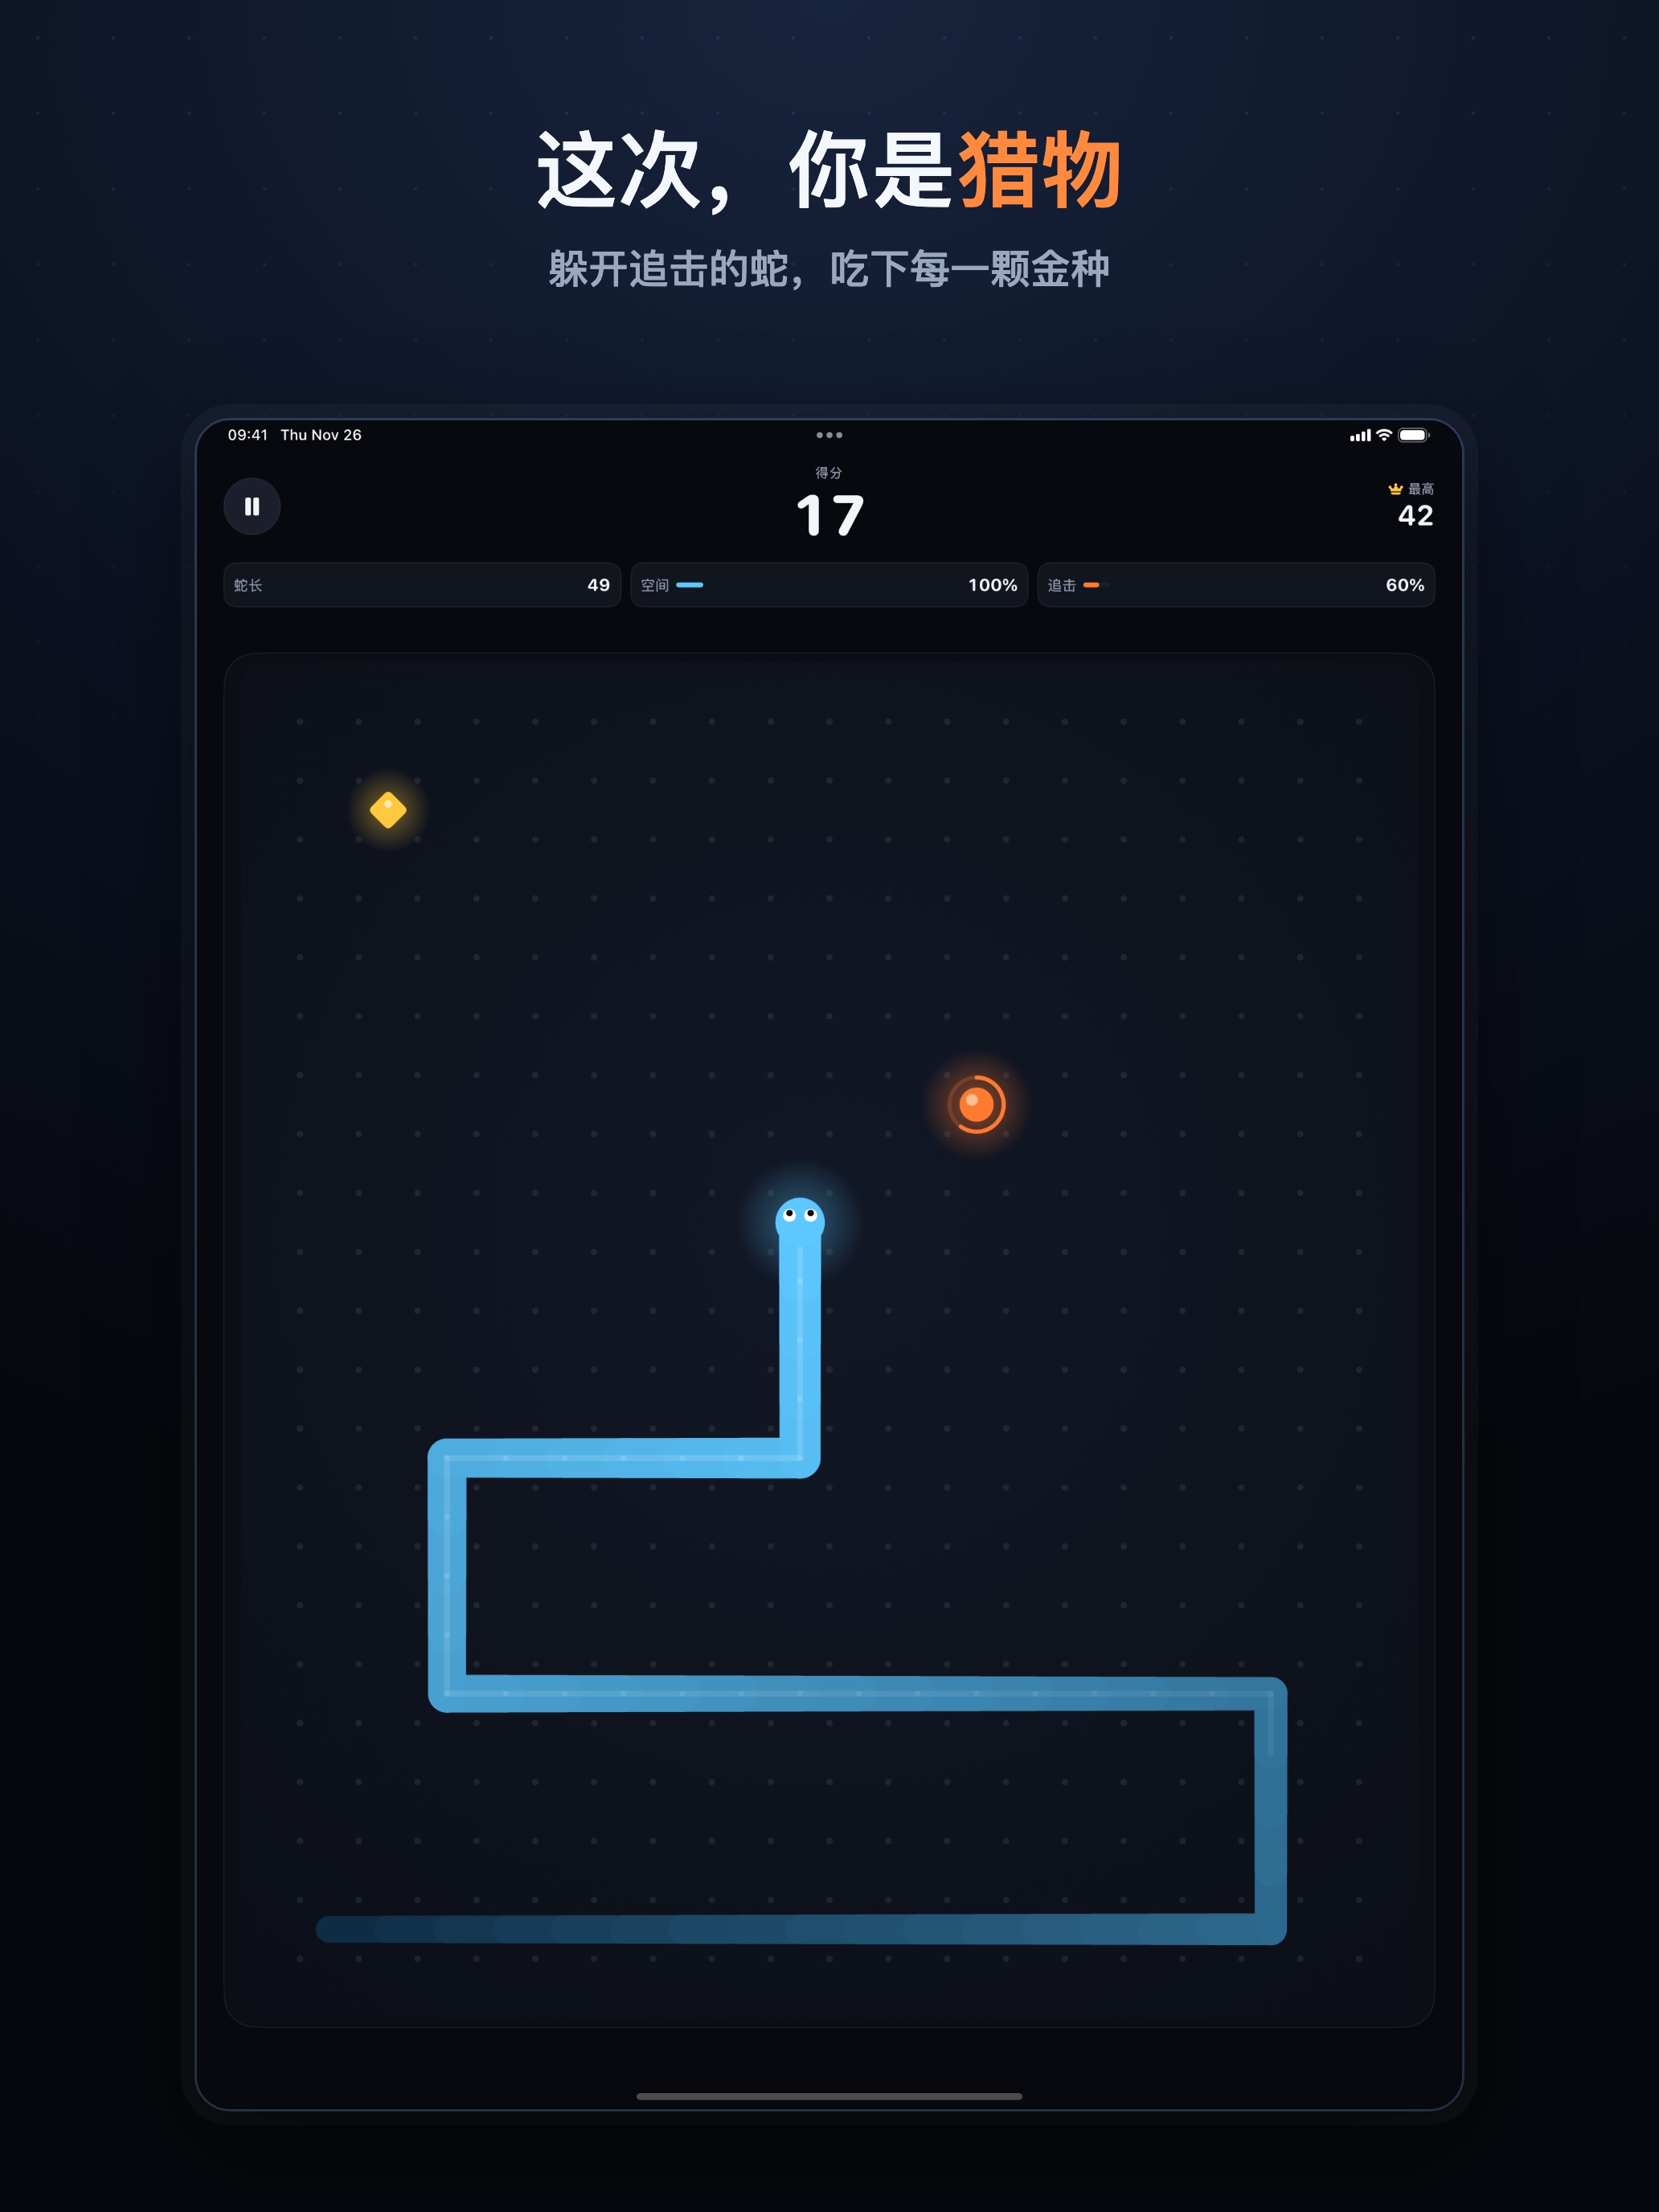 这次，你是猎物
躲开追击的蛇，吃下每一颗金种
09:41 Thu Nov 26
得分
17
最高
42
蛇长 49 空间 100% 追击 60%